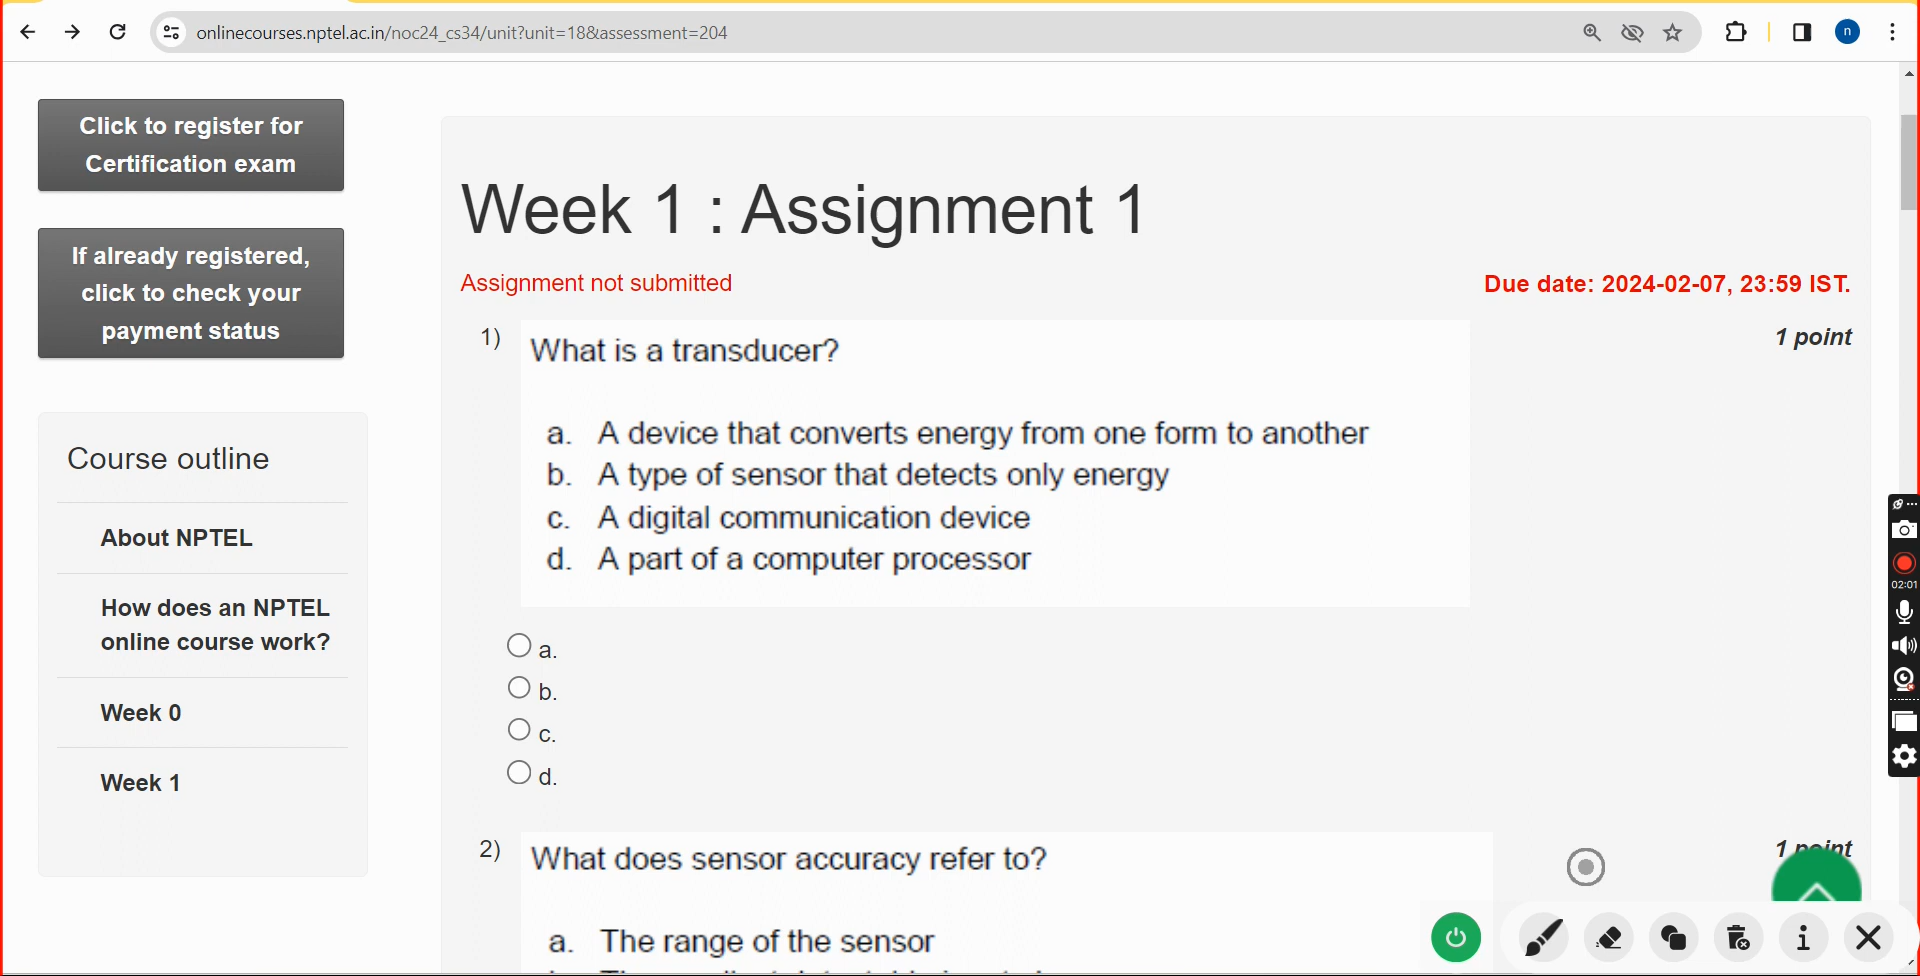 onlinecourses.nptel.ac.in/noc24_cs34/unit?unit=18&assessment=204
n
Click to register for
Certification exam
If already registered,
click to check your
payment status
Course outline
About NPTEL
How does an NPTEL
online course work?
Week 0
Week 1
Week 1 : Assignment 1
Assignment not submitted
Due date: 2024-02-07, 23:59 IST.
1)
1 point
What is a transducer?
a. A device that converts energy from one form to another
b. A type of sensor that detects only energy
c. A digital communication device
d. A part of a computer processor
a.
b.
c.
d.
2)
1 point
What does sensor accuracy refer to?
a. The range of the sensor
02:01